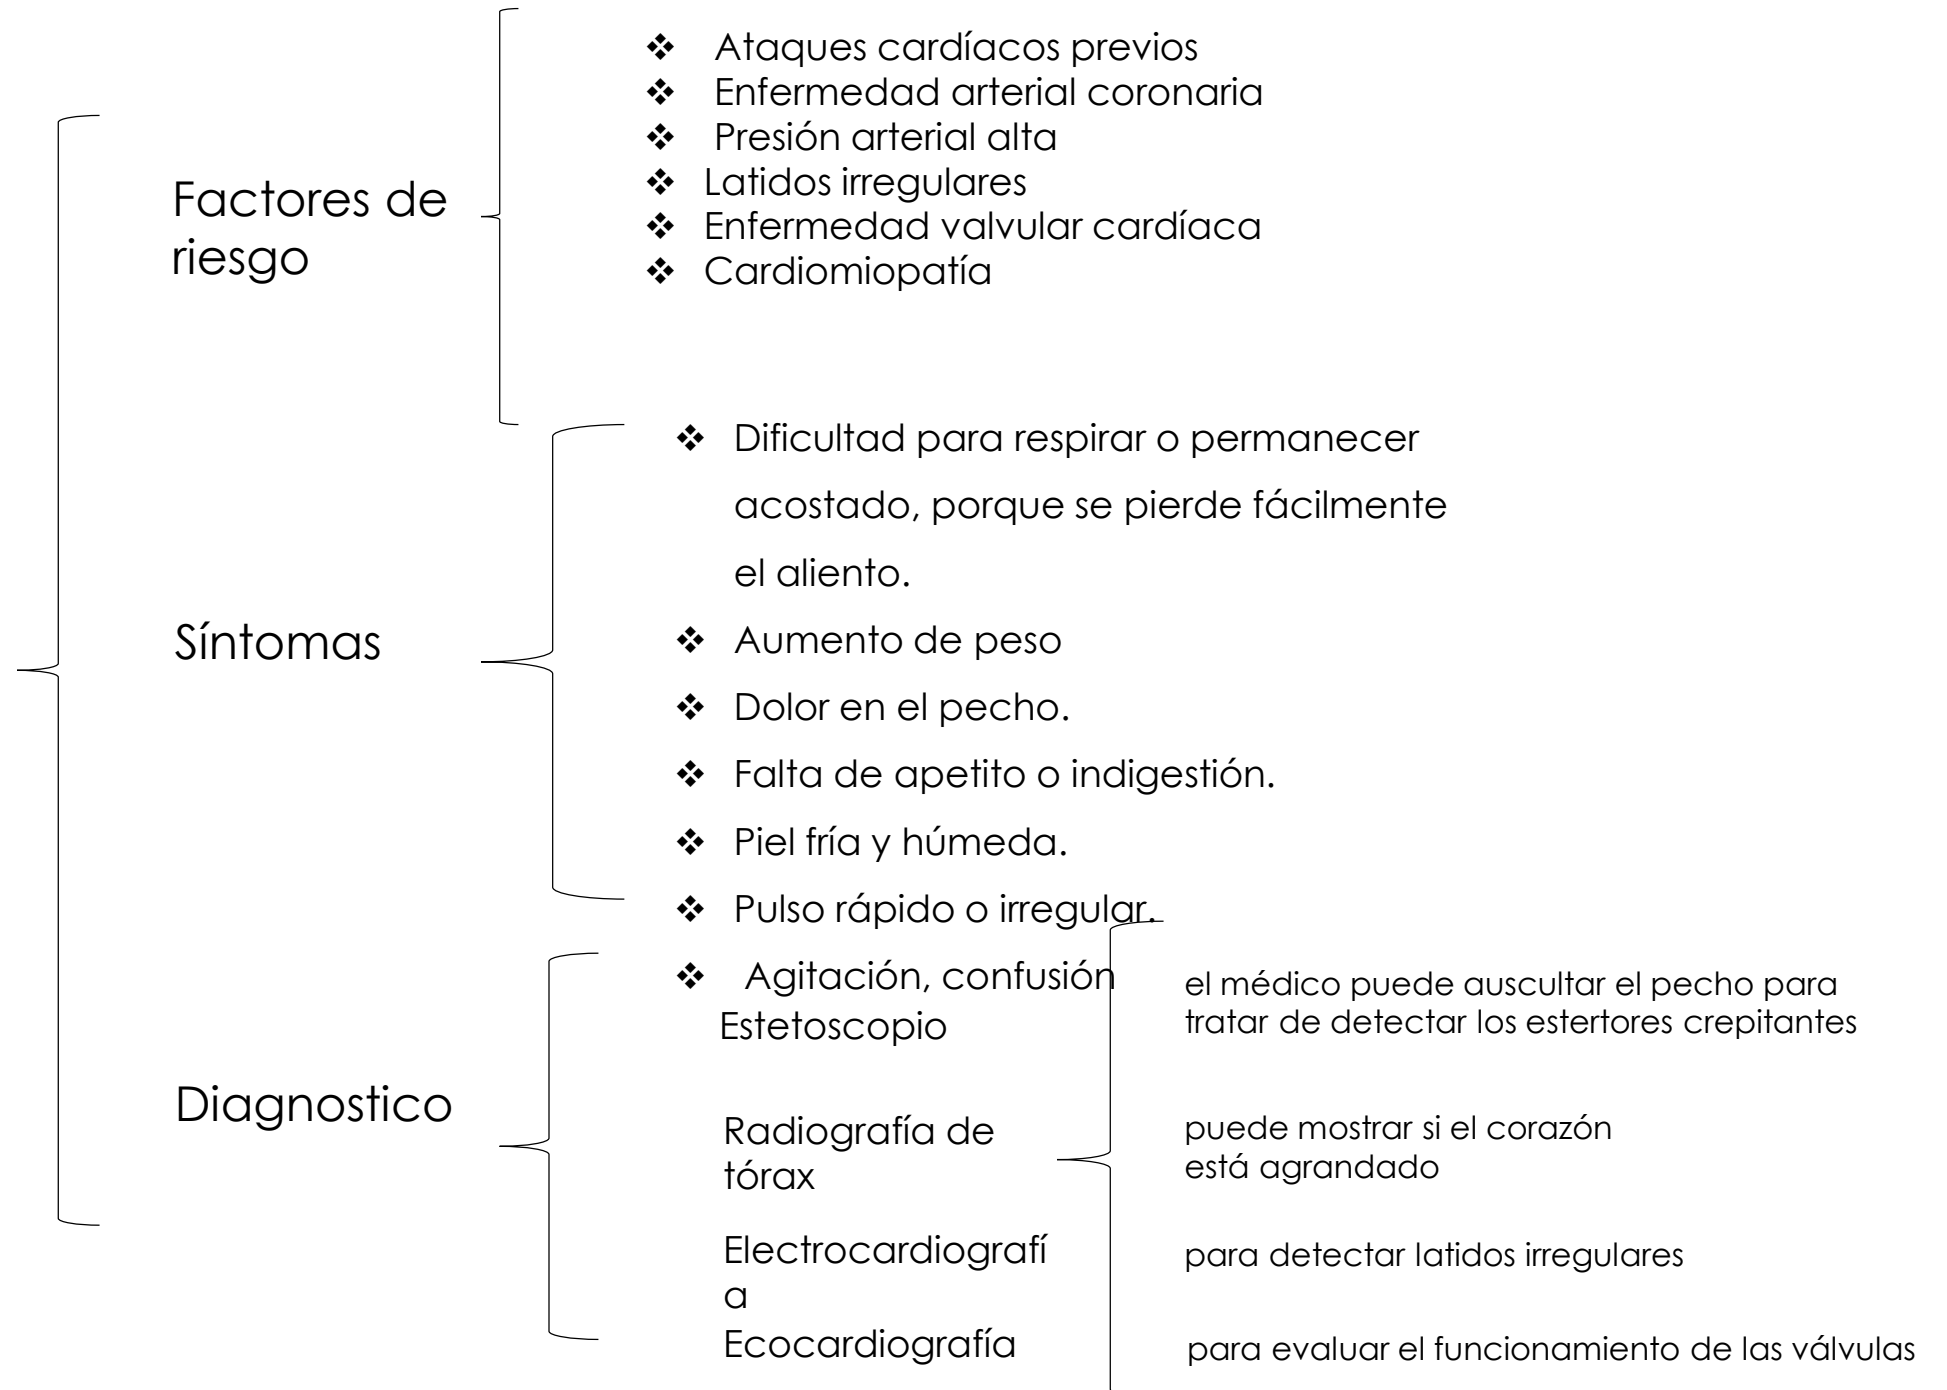 Factores de
riesgo
❖ Ataques cardíacos previos
❖ Enfermedad arterial coronaria
❖ Presión arterial alta
❖ Latidos irregulares
❖ Enfermedad valvular cardíaca
❖ Cardiomiopatía
Síntomas
❖ Dificultad para respirar o permanecer
acostado, porque se pierde fácilmente
el aliento.
❖ Aumento de peso
❖ Dolor en el pecho.
❖ Falta de apetito o indigestión.
❖ Piel fría y húmeda.
❖ Pulso rápido o irregular.
❖ Agitación, confusión
Diagnostico
Estetoscopio
el médico puede auscultar el pecho para
tratar de detectar los estertores crepitantes
Radiografía de
tórax
puede mostrar si el corazón
está agrandado
Electrocardiografí
a
para detectar latidos irregulares
Ecocardiografía
para evaluar el funcionamiento de las válvulas